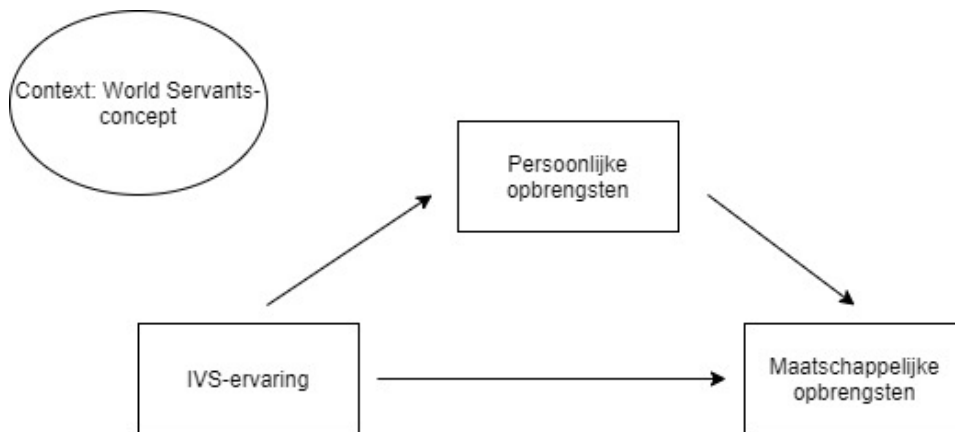 Context: World Servants-
concept
Persoonlijke
opbrengsten
IVS-ervaring
Maatschappelijke
opbrengsten